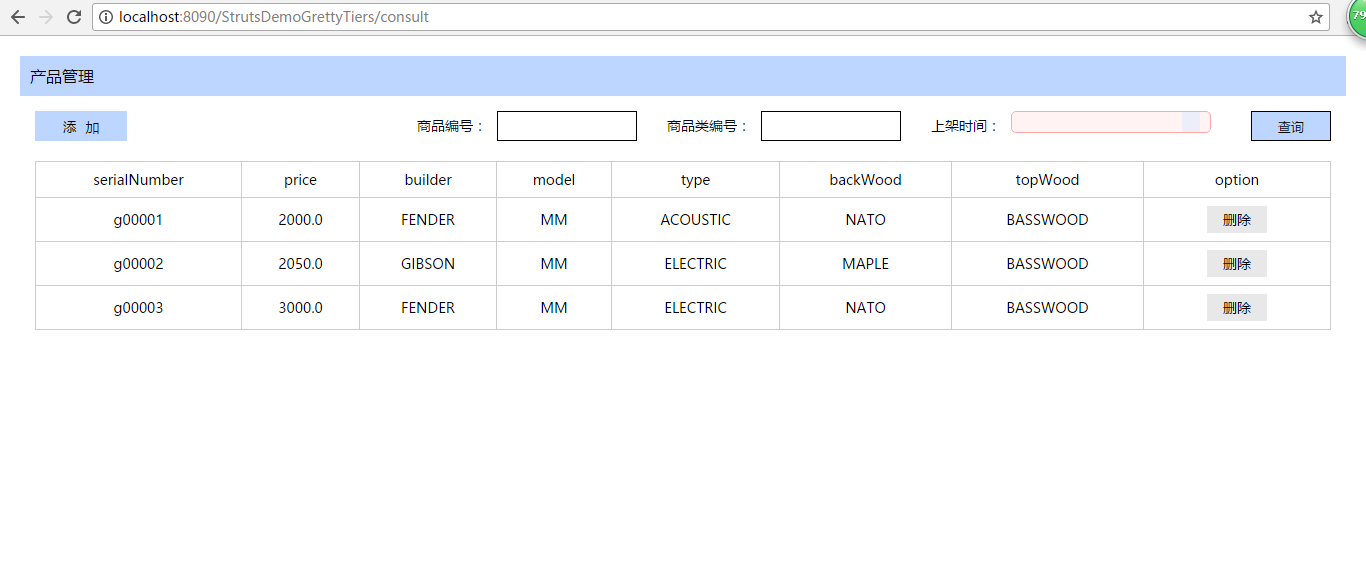 localhost:8090/StrutsDemoGrettyTiers/consult
79
产品管理
添 加 商品编号： 商品类编号： 上架时间： 查询
serialNumber price builder model type backWood topWood option
g00001 2000.0 FENDER MM ACOUSTIC NATO BASSWOOD 删除
g00002 2050.0 GIBSON MM ELECTRIC MAPLE BASSWOOD 删除
g00003 3000.0 FENDER MM ELECTRIC NATO BASSWOOD 删除